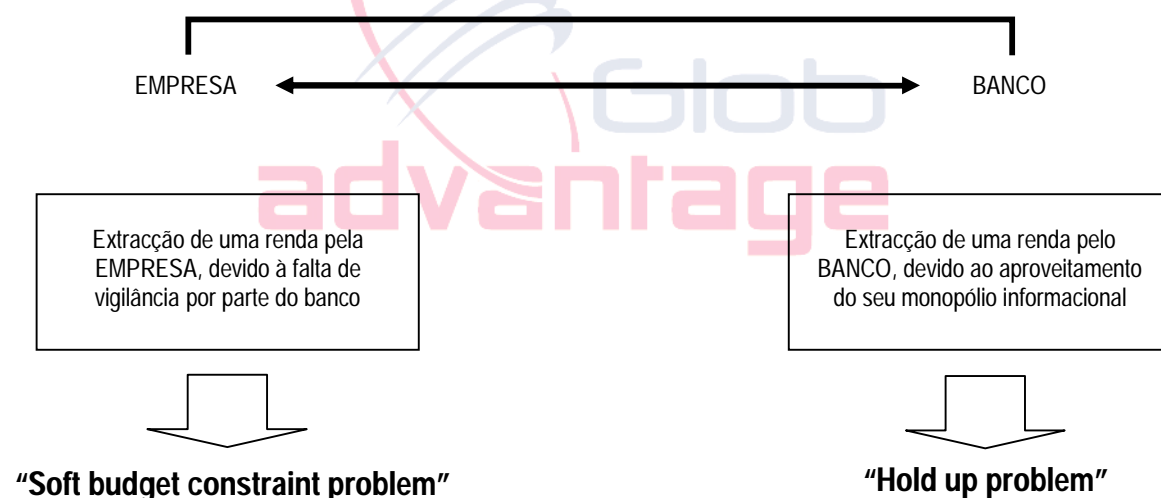 EMPRESA
BANCO
Glob
advantage
Extracção de uma renda pela
EMPRESA, devido à falta de
vigilância por parte do banco
Extracção de uma renda pelo
BANCO, devido ao aproveitamento
do seu monopólio informacional
“Soft budget constraint problem”
“Hold up problem”